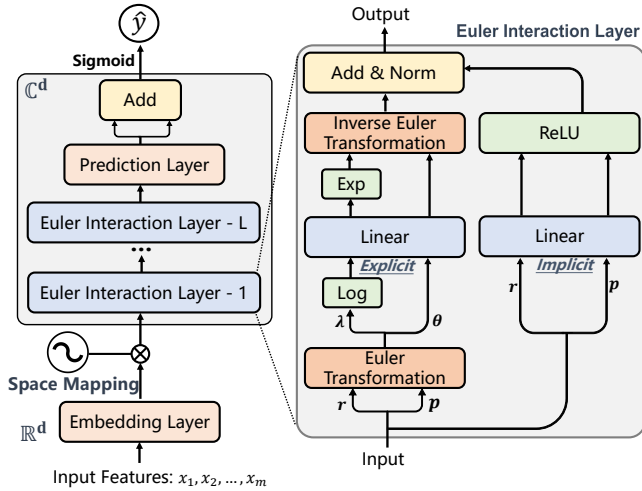 ŷ
Sigmoid
ℂᵈ
Add
Prediction Layer
Euler Interaction Layer - L
...
Euler Interaction Layer - 1
Space Mapping
ℝᵈ
Embedding Layer
Input Features: x₁, x₂, ..., xₘ
Output
Euler Interaction Layer
Add & Norm
Inverse Euler
Transformation
ReLU
Exp
Linear
Linear
Explicit
Implicit
Log
r
p
λ
θ
Euler
Transformation
r
p
Input